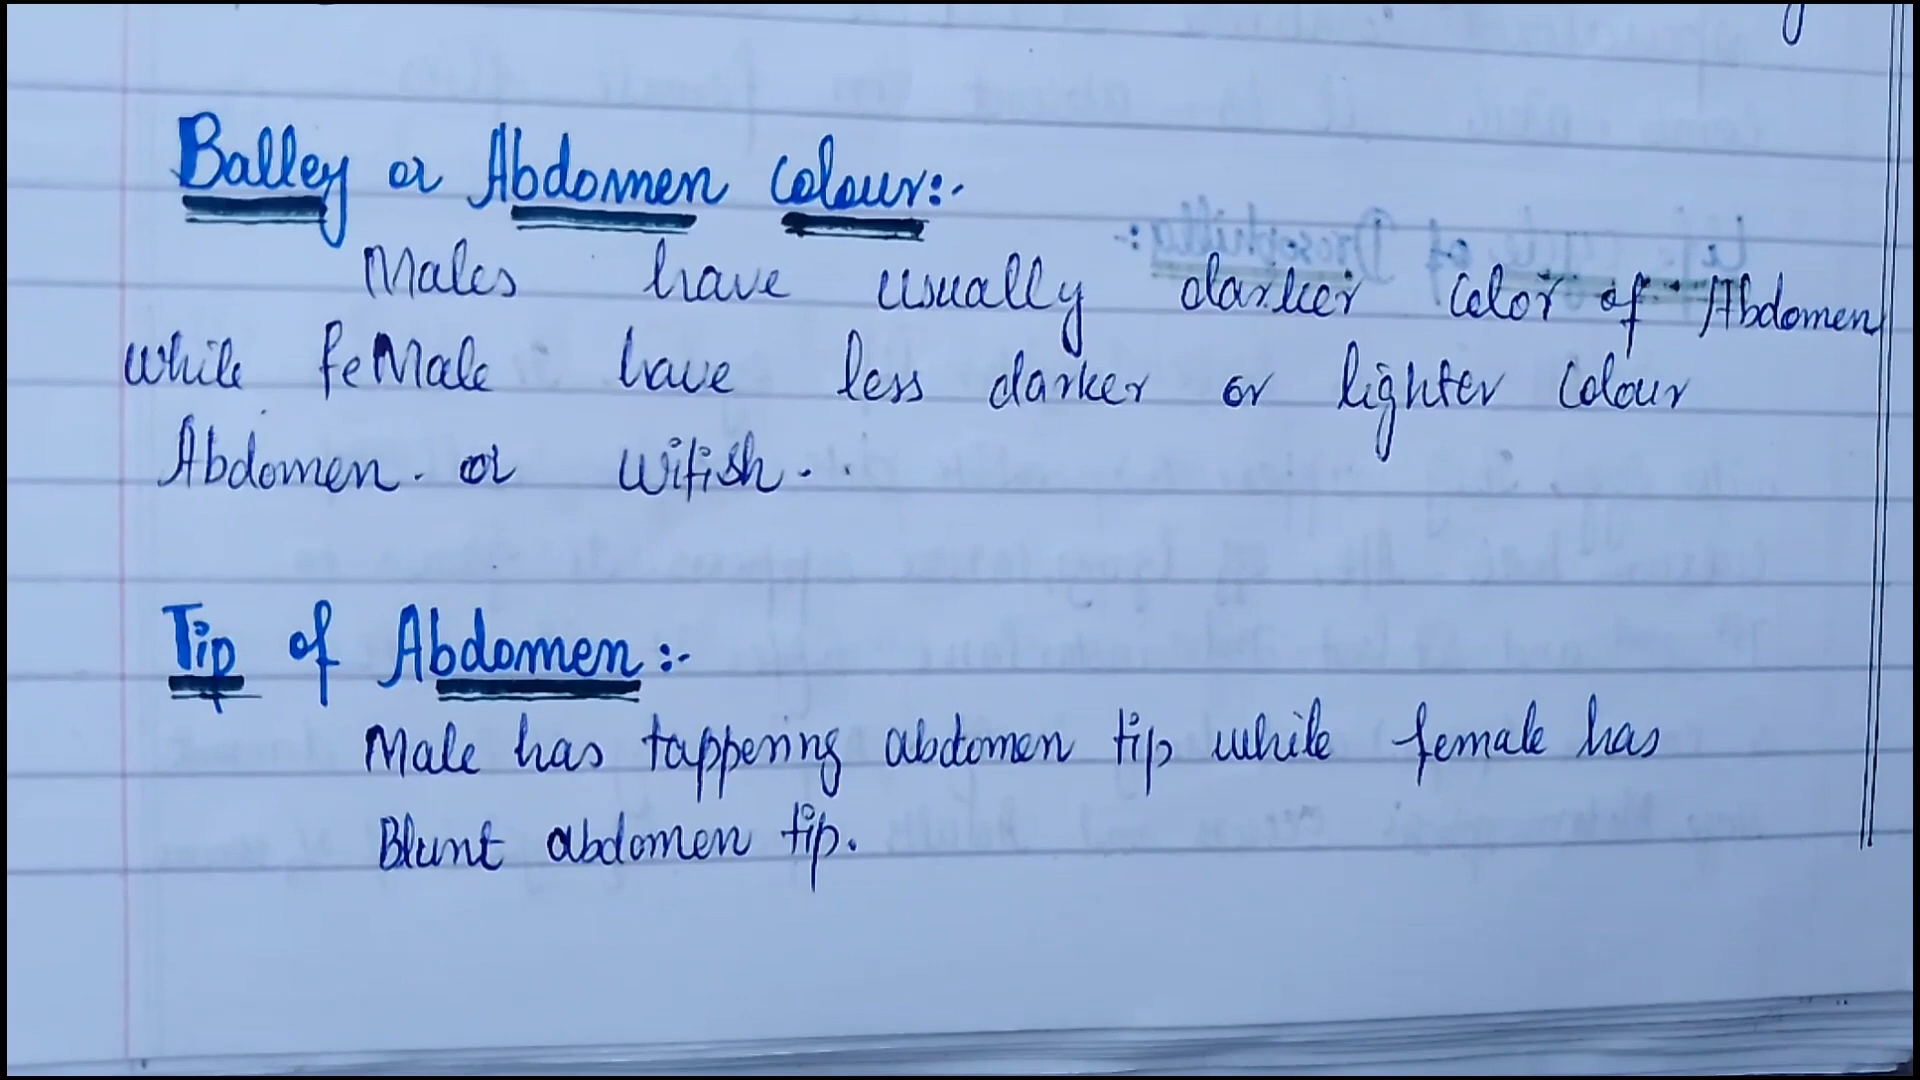 Balley or Abdomen colour:-
Males have usually darker color of Abdomen
while feMale have less darker or lighter colour
Abdomen. or witish..
Tip of Abdomen:-
Male has tappering abdomen tip while female has
Blunt abdomen tip.